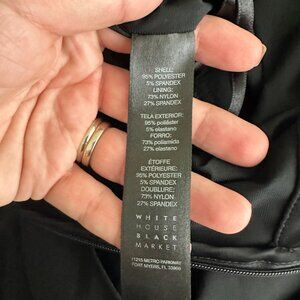 SHELL:
95% POLYESTER
5% SPANDEX
LINING:
73% NYLON
27% SPANDEX
TELA EXTERIOR:
95% poliéster
5% elastano
FORRO:
73% poliamida
27% elastano
ÉTOFFE
EXTÉRIEURE:
95% POLYESTER
5% SPANDEX
DOUBLURE:
73% NYLON
27% SPANDEX
WHITE
HOUSE
BLACK
MARKET
11215 METRO PARKWAY
FORT MYERS, FL 33966